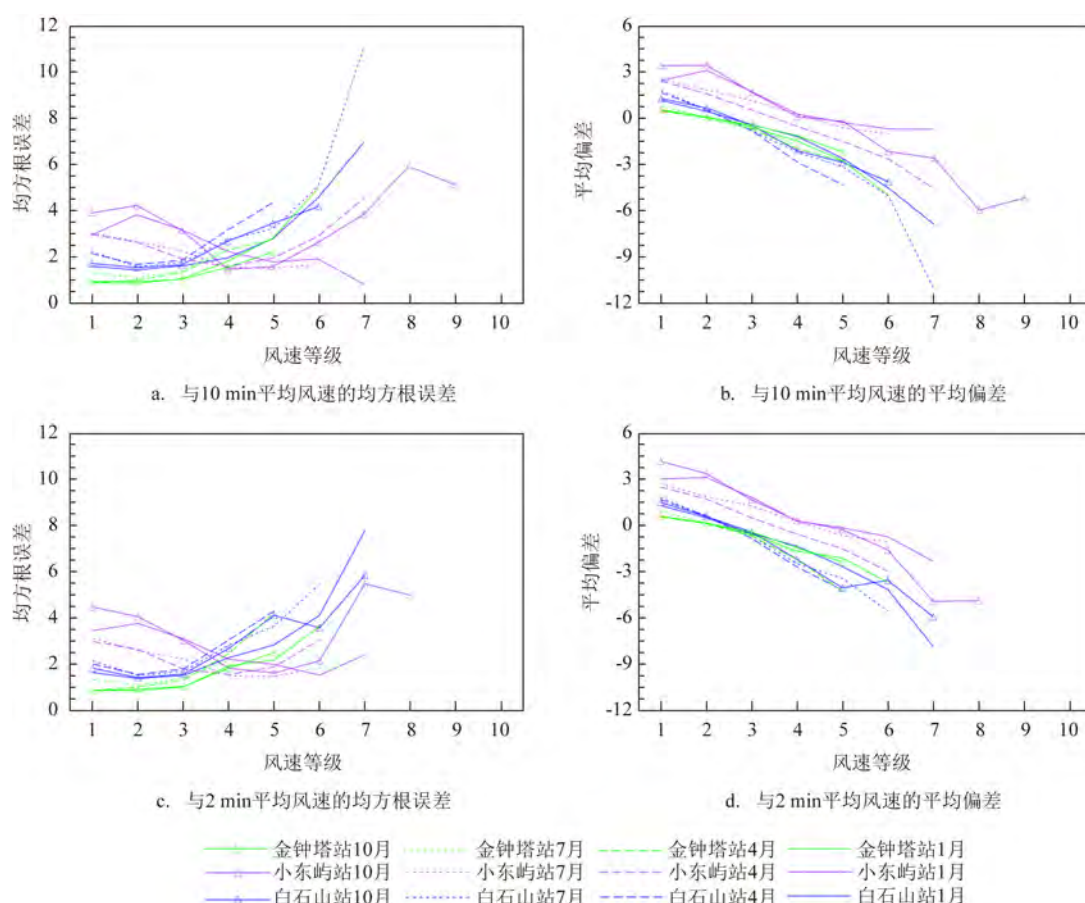 12
10
8
6
4
2
0
均方根误差
1 2 3 4 5 6 7 8 9 10
风速等级
a. 与10 min平均风速的均方根误差
6
3
0
-3
-6
-9
-12
平均偏差
1 2 3 4 5 6 7 8 9 10
风速等级
b. 与10 min平均风速的平均偏差
12
10
8
6
4
2
0
均方根误差
1 2 3 4 5 6 7 8 9 10
风速等级
c. 与2 min平均风速的均方根误差
6
3
0
-3
-6
-9
-12
平均偏差
1 2 3 4 5 6 7 8 9 10
风速等级
d. 与2 min平均风速的平均偏差
金钟塔站10月 金钟塔站7月 金钟塔站4月 金钟塔站1月
小东屿站10月 小东屿站7月 小东屿站4月 小东屿站1月
白石山站10月 白石山站7月 白石山站4月 白石山站1月